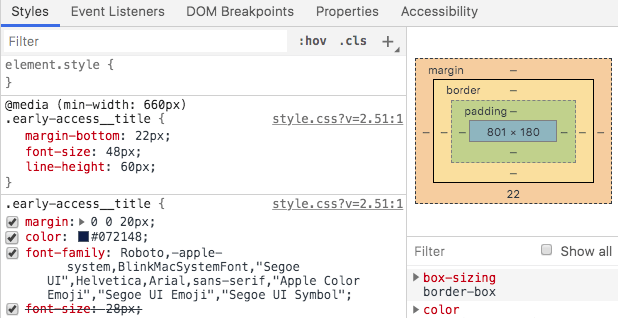 Styles Event Listeners DOM Breakpoints Properties Accessibility
Filter :hov .cls +
element.style {
}
@media (min-width: 660px)
.early-access__title { style.css?v=2.51:1
margin-bottom: 22px;
font-size: 48px;
line-height: 60px;
}
.early-access__title { style.css?v=2.51:1
margin: 0 0 20px;
color: #072148;
font-family: Roboto,-apple-
system,BlinkMacSystemFont,"Segoe
UI",Helvetica,Arial,sans-serif,"Apple Color
Emoji","Segoe UI Emoji","Segoe UI Symbol";
font-size: 28px;
margin –
border –
padding –
– – – 801 × 180 – – –
–
–
22
Filter Show all
box-sizing
border-box
color